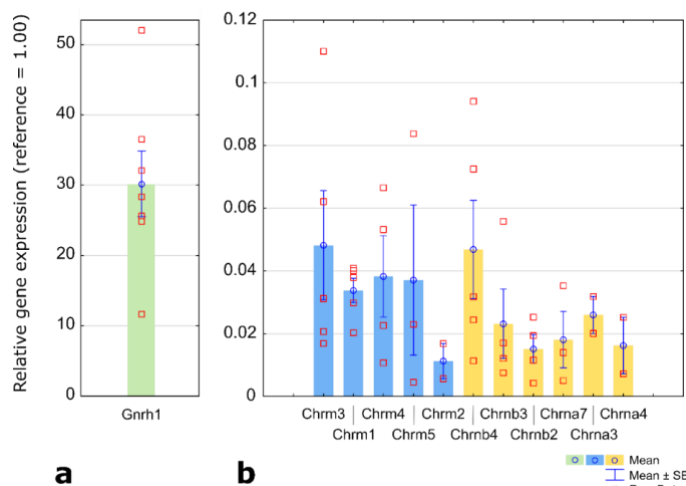 Relative gene expression (reference = 1.00)
50
40
30
20
10
0
Gnrh1
a
0.12
0.1
0.08
0.06
0.04
0.02
0
Chrm3 | Chrm4 | Chrm2 | Chrnb3 | Chrna7 | Chrna4
Chrm1 Chrm5 Chrnb4 Chrnb2 Chrna3
b
Mean
Mean ± SE